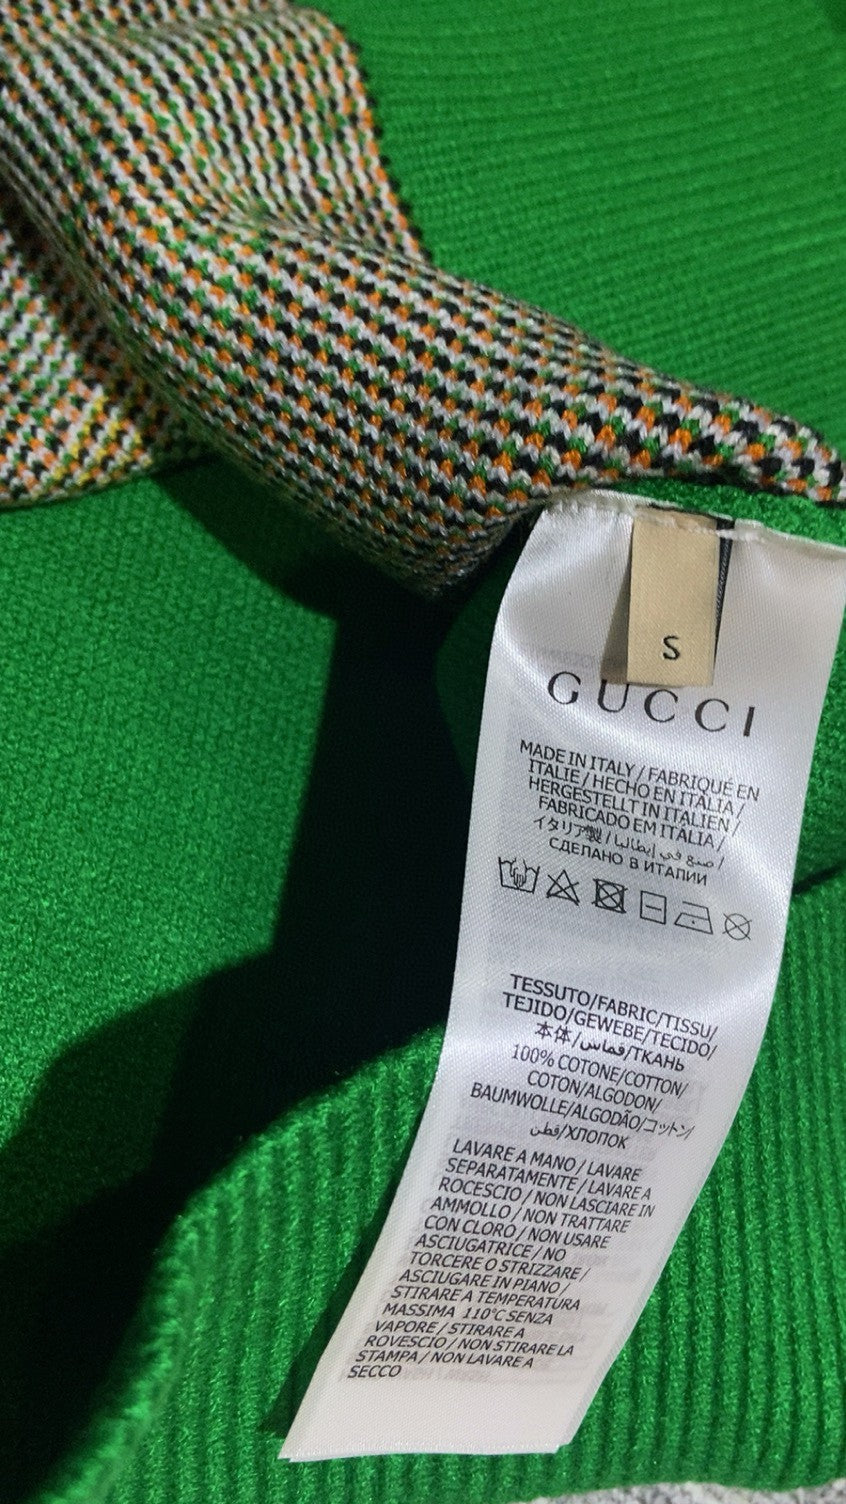 S
GUCCI
MADE IN ITALY / FABRIQUÉ EN
ITALIE / HECHO EN ITALIA /
HERGESTELLT IN ITALIEN /
FABRICADO EM ITÁLIA /
イタリア製 / صنع في إيطاليا /
СДЕЛАНО В ИТАЛИИ
TESSUTO/FABRIC/TISSU/
TEJIDO/GEWEBE/TECIDO/
本体/قماش/ТКАНЬ
100% COTONE/COTTON/
COTON/ALGODON/
BAUMWOLLE/ALGODÃO/コットン/
قطن/ХЛОПОК
LAVARE A MANO / LAVARE
SEPARATAMENTE / LAVARE A
ROCESCIO / NON LASCIARE IN
AMMOLLO / NON TRATTARE
CON CLORO / NON USARE
ASCIUGATRICE / NO
TORCERE O STRIZZARE /
ASCIUGARE IN PIANO /
STIRARE A TEMPERATURA
MASSIMA 110°C SENZA
VAPORE / STIRARE A
ROVESCIO / NON STIRARE LA
STAMPA / NON LAVARE A
SECCO